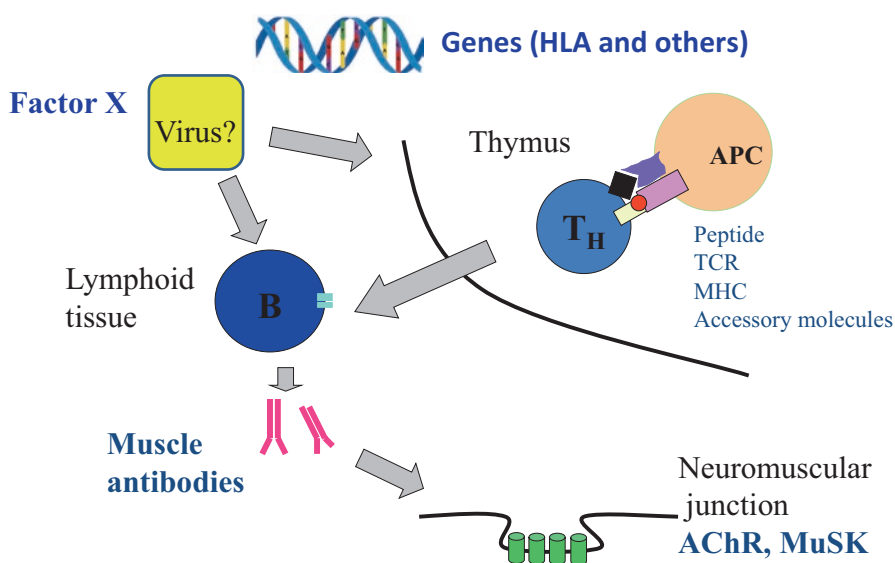 Genes (HLA and others)
Factor X
Virus?
Thymus
APC
T_H
Peptide
TCR
MHC
Accessory molecules
Lymphoid
tissue
B
Muscle
antibodies
Neuromuscular
junction
AChR, MuSK